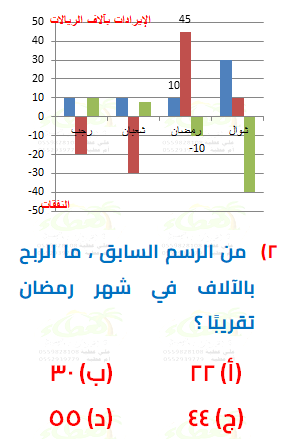 الإيرادات بآلاف الريالات
50
40
30
20
10
0
-10
-20
-30
-40
-50
45
10
-10
رجب
شعبان
رمضان
شوال
النفقات
٢) من الرسم السابق ، ما الربح
بالآلاف في شهر رمضان
تقريبًا ؟
(أ) ٢٢ (ب) ٣٠
(ج) ٤٤ (د) ٥٥